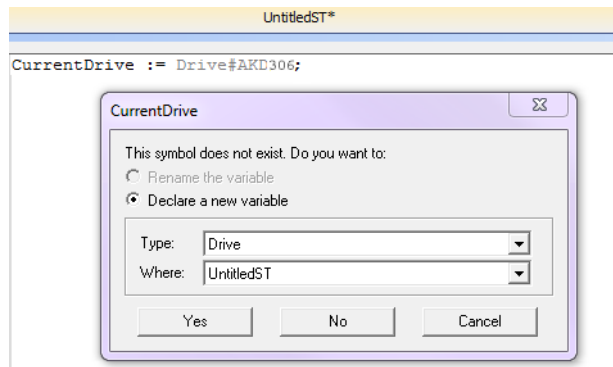 UntitledST*
CurrentDrive := Drive#AKD306;
CurrentDrive
This symbol does not exist. Do you want to:
Rename the variable
Declare a new variable
Type: Drive
Where: UntitledST
Yes No Cancel